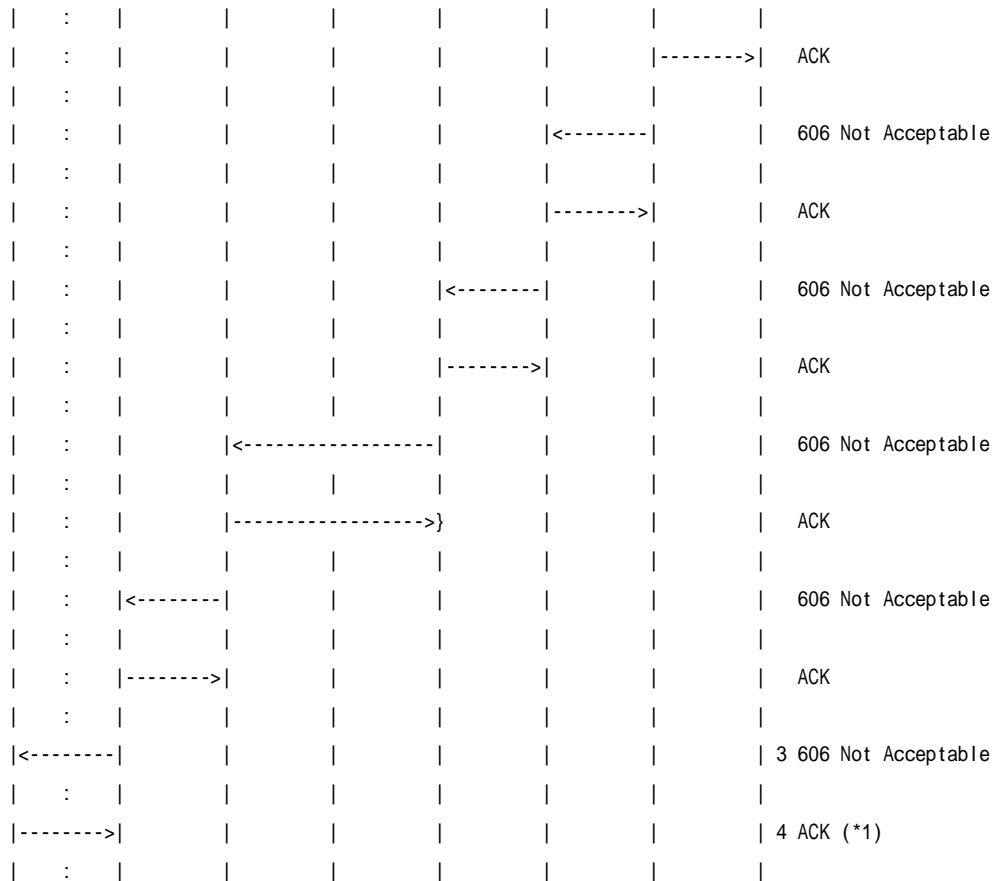 |    :    |         |         |         |         |         |         |
|    :    |         |         |         |         |         |-------->|   ACK
|    :    |         |         |         |         |         |         |
|    :    |         |         |         |         |<--------|         |   606 Not Acceptable
|    :    |         |         |         |         |         |         |
|    :    |         |         |         |         |-------->|         |   ACK
|    :    |         |         |         |         |         |         |
|    :    |         |         |         |<--------|         |         |   606 Not Acceptable
|    :    |         |         |         |         |         |         |
|    :    |         |         |         |-------->|         |         |   ACK
|    :    |         |         |         |         |         |         |
|    :    |         |<------------------|         |         |         |   606 Not Acceptable
|    :    |         |         |         |         |         |         |
|    :    |         |------------------>}         |         |         |   ACK
|    :    |         |         |         |         |         |         |
|    :    |<--------|         |         |         |         |         |   606 Not Acceptable
|    :    |         |         |         |         |         |         |
|    :    |-------->|         |         |         |         |         |   ACK
|    :    |         |         |         |         |         |         |
|<--------|         |         |         |         |         |         | 3 606 Not Acceptable
|    :    |         |         |         |         |         |         |
|-------->|         |         |         |         |         |         | 4 ACK (*1)
|    :    |         |         |         |         |         |         |